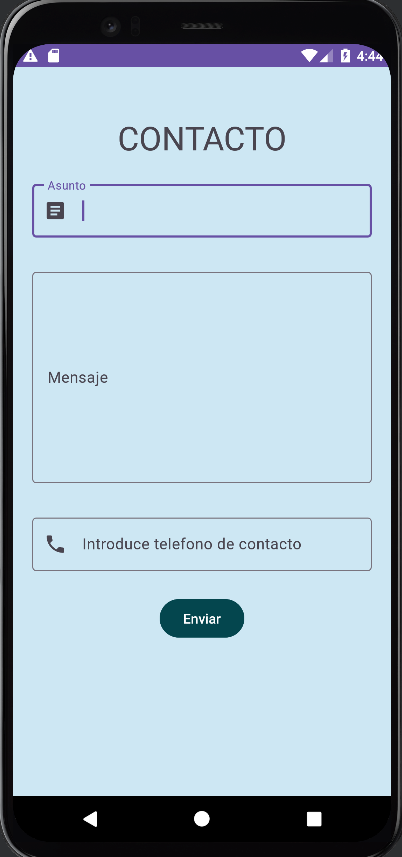 4:44
CONTACTO
Asunto
Mensaje
Introduce telefono de contacto
Enviar